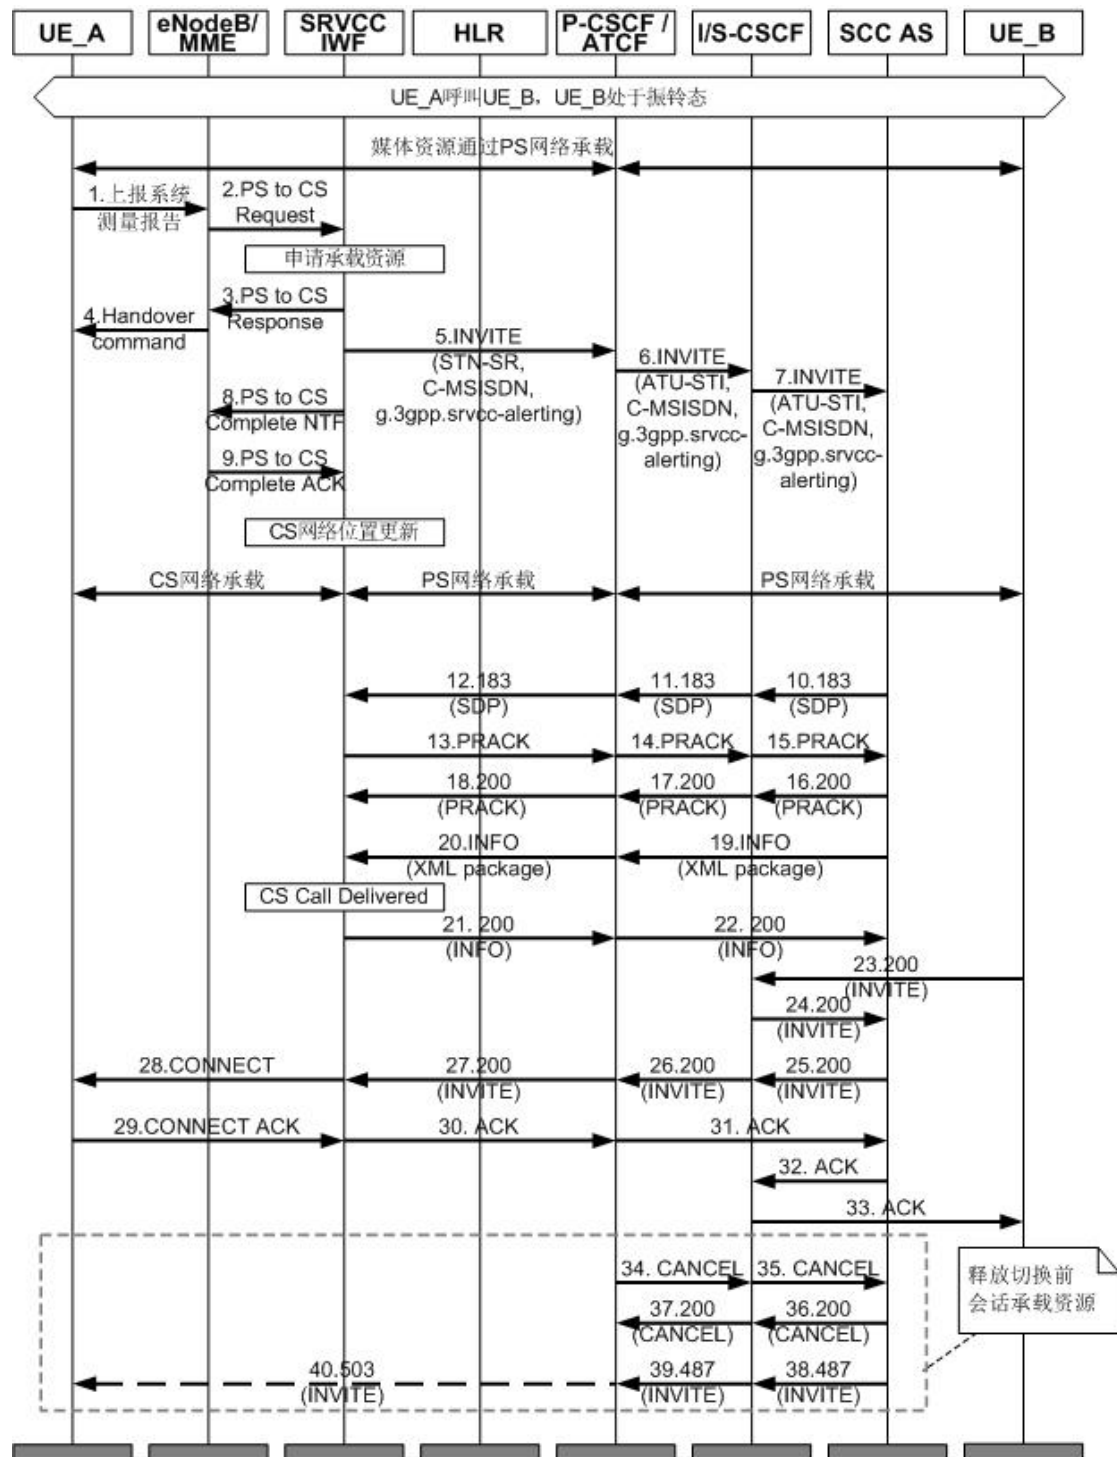 UE_A
eNodeB/
MME
SRVCC
IWF
HLR
P-CSCF /
ATCF
I/S-CSCF
SCC AS
UE_B
UE_A呼叫UE_B，UE_B处于振铃态
媒体资源通过PS网络承载
1.上报系统
测量报告
2.PS to CS
Request
申请承载资源
3.PS to CS
Response
4.Handover
command
5.INVITE
(STN-SR,
C-MSISDN,
g.3gpp.srvcc-alerting)
6.INVITE
(ATU-STI,
C-MSISDN,
g.3gpp.srvcc-
alerting)
7.INVITE
(ATU-STI,
C-MSISDN,
g.3gpp.srvcc-
alerting)
8.PS to CS
Complete NTF
9.PS to CS
Complete ACK
CS网络位置更新
CS网络承载
PS网络承载
PS网络承载
12.183
(SDP)
11.183
(SDP)
10.183
(SDP)
13.PRACK
14.PRACK
15.PRACK
18.200
(PRACK)
17.200
(PRACK)
16.200
(PRACK)
20.INFO
(XML package)
19.INFO
(XML package)
CS Call Delivered
21. 200
(INFO)
22. 200
(INFO)
23.200
(INVITE)
24.200
(INVITE)
28.CONNECT
27.200
(INVITE)
26.200
(INVITE)
25.200
(INVITE)
29.CONNECT ACK
30. ACK
31. ACK
32. ACK
33. ACK
34. CANCEL
35. CANCEL
释放切换前
会话承载资源
37.200
(CANCEL)
36.200
(CANCEL)
40.503
(INVITE)
39.487
(INVITE)
38.487
(INVITE)